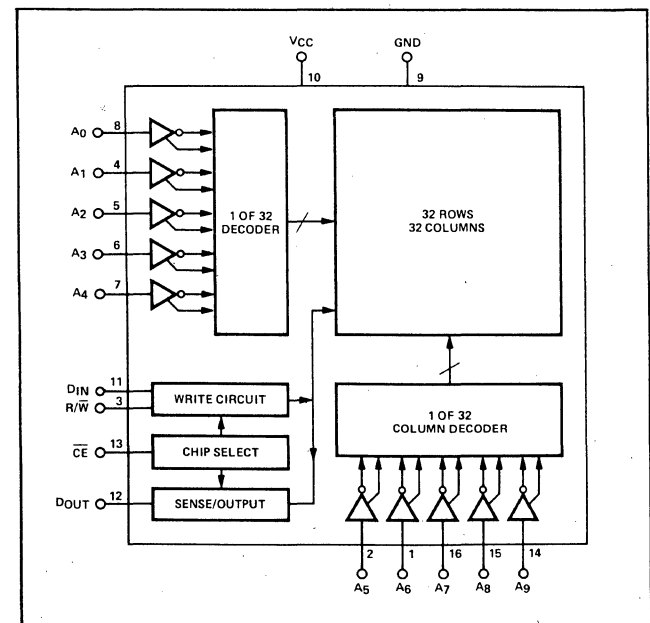 VCC
GND
10
9
A0
8
A1
4
A2
5
A3
6
A4
7
1 OF 32
DECODER
32 ROWS
32 COLUMNS
DIN
11
R/W̅
3
WRITE CIRCUIT
C̅E̅
13
CHIP SELECT
DOUT
12
SENSE/OUTPUT
1 OF 32
COLUMN DECODER
2
1
16
15
14
A5
A6
A7
A8
A9